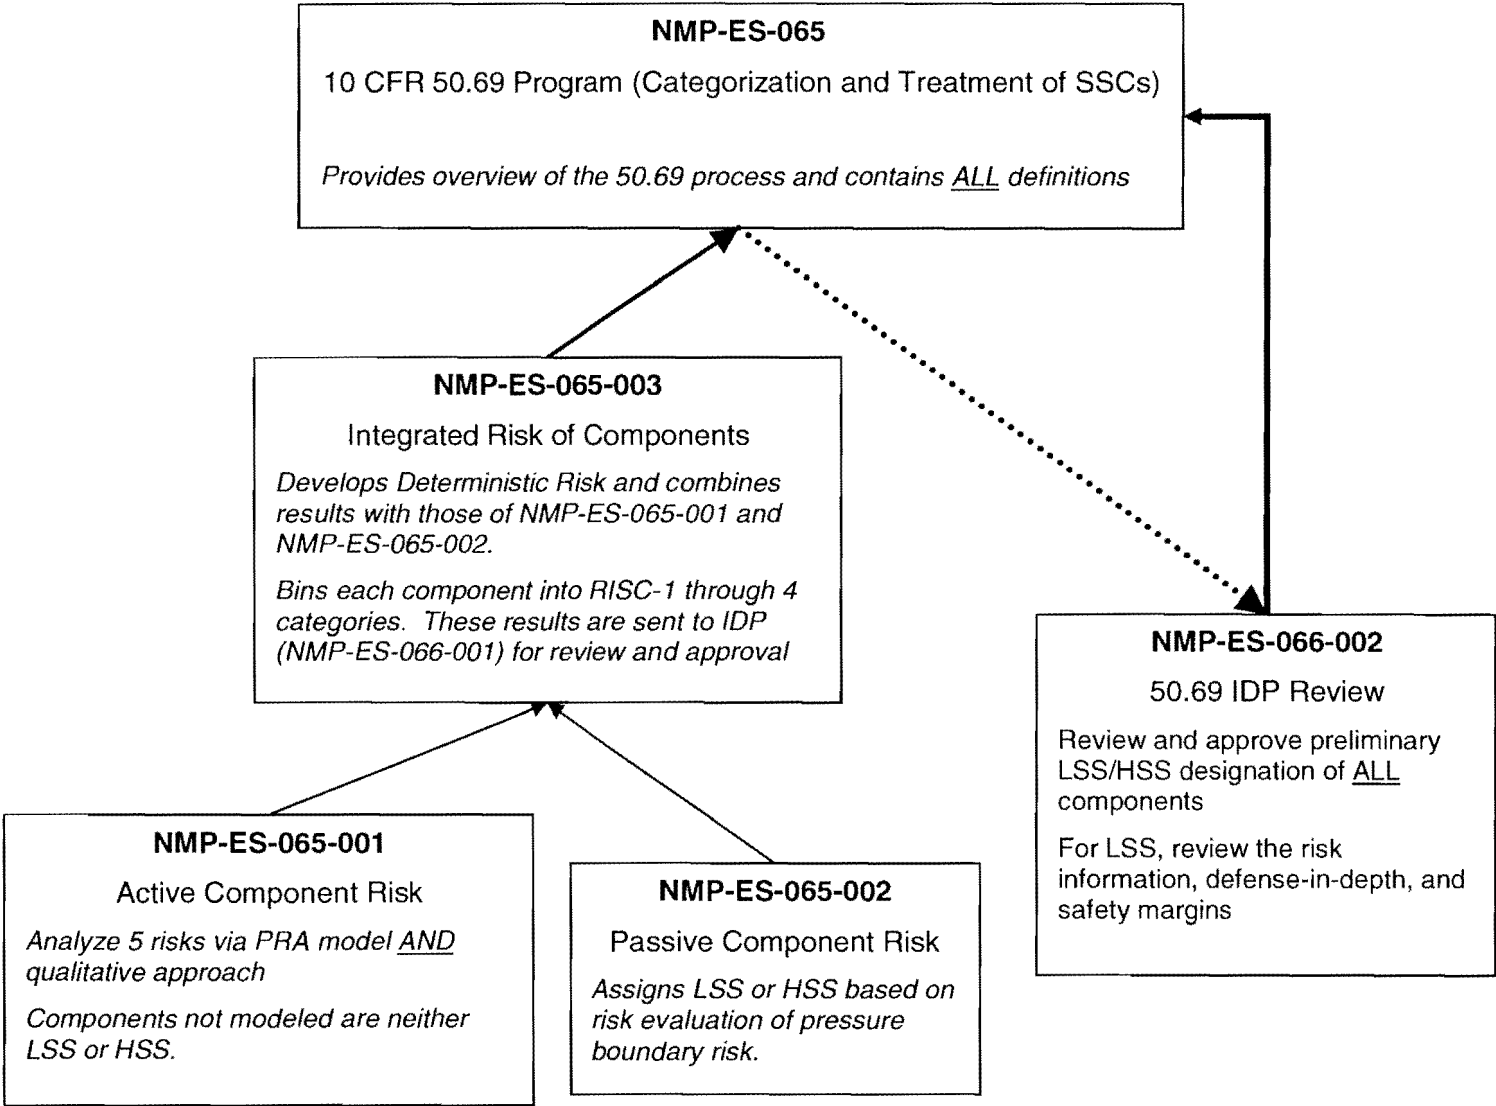 NMP-ES-065
10 CFR 50.69 Program (Categorization and Treatment of SSCs)
Provides overview of the 50.69 process and contains ALL definitions
NMP-ES-065-003
Integrated Risk of Components
Develops Deterministic Risk and combines
results with those of NMP-ES-065-001 and
NMP-ES-065-002.
Bins each component into RISC-1 through 4
categories. These results are sent to IDP
(NMP-ES-066-001) for review and approval
NMP-ES-066-002
50.69 IDP Review
Review and approve preliminary
LSS/HSS designation of ALL
components
For LSS, review the risk
information, defense-in-depth, and
safety margins
NMP-ES-065-001
Active Component Risk
Analyze 5 risks via PRA model AND
qualitative approach
Components not modeled are neither
LSS or HSS.
NMP-ES-065-002
Passive Component Risk
Assigns LSS or HSS based on
risk evaluation of pressure
boundary risk.